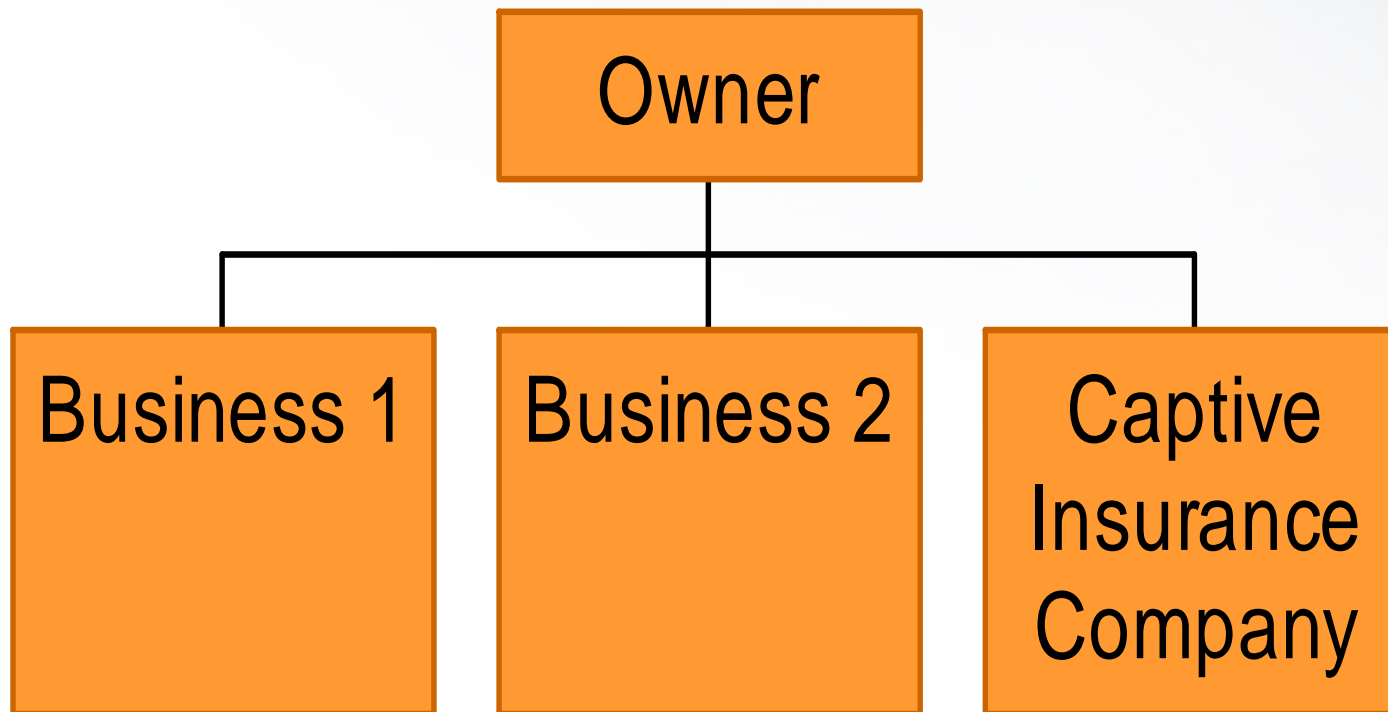 Owner
Business 1
Business 2
Captive
Insurance
Company